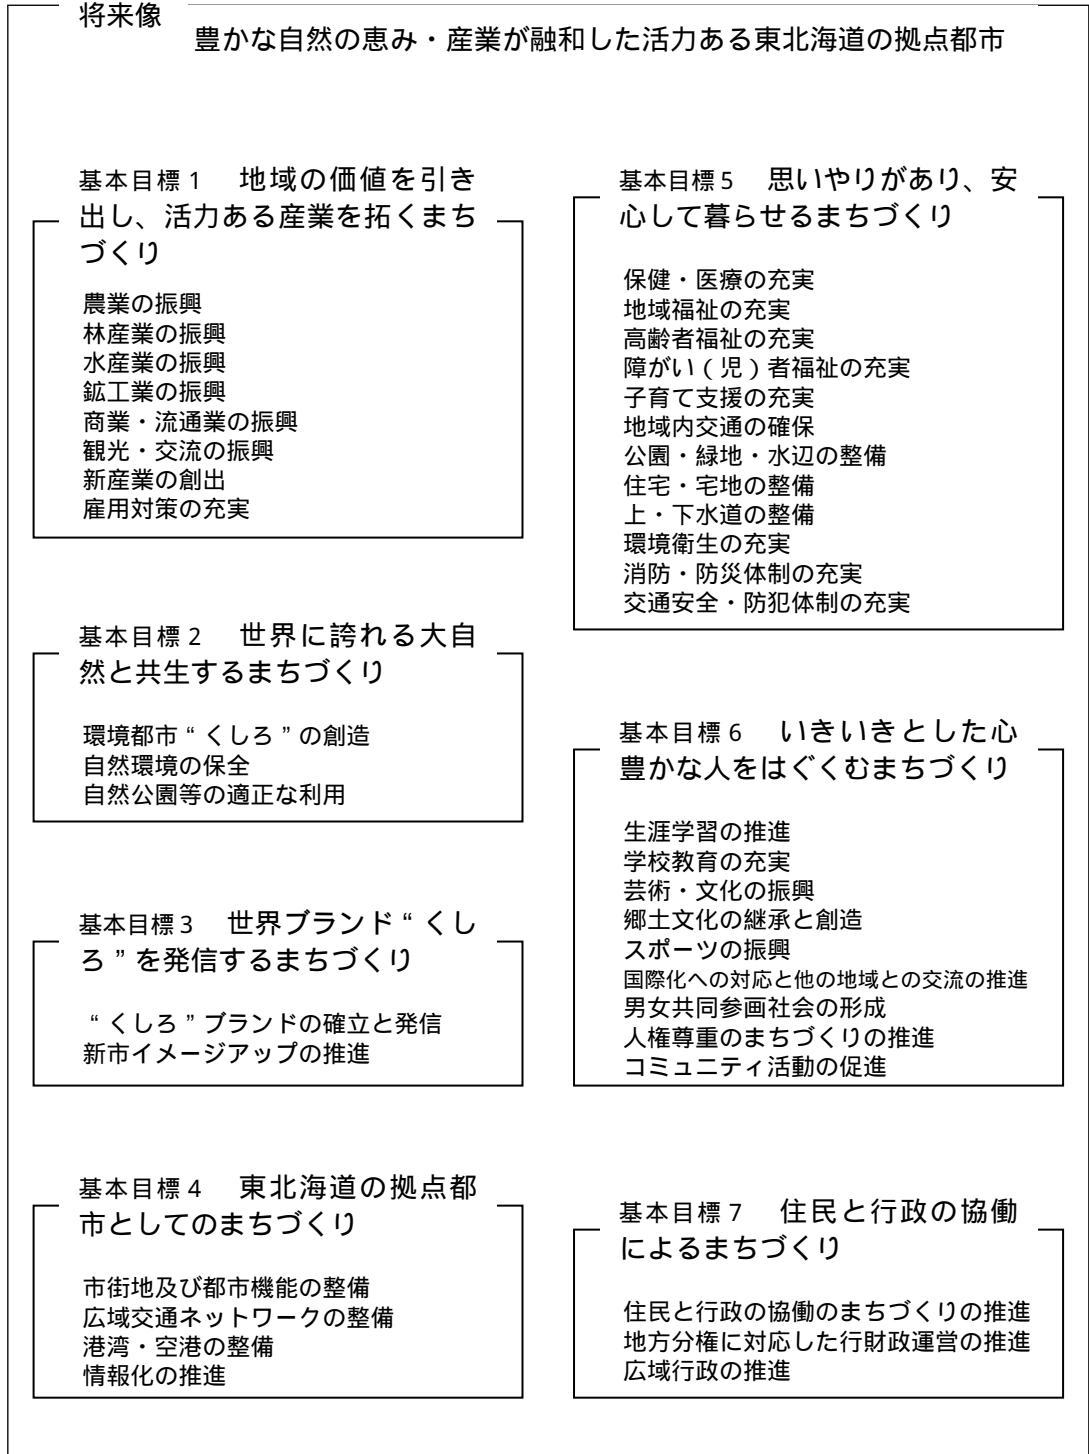 将来像
豊かな自然の恵み・産業が融和した活力ある東北海道の拠点都市
基本目標1　地域の価値を引き
出し、活力ある産業を拓くまち
づくり
農業の振興
林産業の振興
水産業の振興
鉱工業の振興
商業・流通業の振興
観光・交流の振興
新産業の創出
雇用対策の充実
基本目標2　世界に誇れる大自
然と共生するまちづくり
環境都市“くしろ”の創造
自然環境の保全
自然公園等の適正な利用
基本目標3　世界ブランド“くし
ろ”を発信するまちづくり
“くしろ”ブランドの確立と発信
新市イメージアップの推進
基本目標4　東北海道の拠点都
市としてのまちづくり
市街地及び都市機能の整備
広域交通ネットワークの整備
港湾・空港の整備
情報化の推進
基本目標5　思いやりがあり、安
心して暮らせるまちづくり
保健・医療の充実
地域福祉の充実
高齢者福祉の充実
障がい(児)者福祉の充実
子育て支援の充実
地域内交通の確保
公園・緑地・水辺の整備
住宅・宅地の整備
上・下水道の整備
環境衛生の充実
消防・防災体制の充実
交通安全・防犯体制の充実
基本目標6　いきいきとした心
豊かな人をはぐくむまちづくり
生涯学習の推進
学校教育の充実
芸術・文化の振興
郷土文化の継承と創造
スポーツの振興
国際化への対応と他の地域との交流の推進
男女共同参画社会の形成
人権尊重のまちづくりの推進
コミュニティ活動の促進
基本目標7　住民と行政の協働
によるまちづくり
住民と行政の協働のまちづくりの推進
地方分権に対応した行財政運営の推進
広域行政の推進